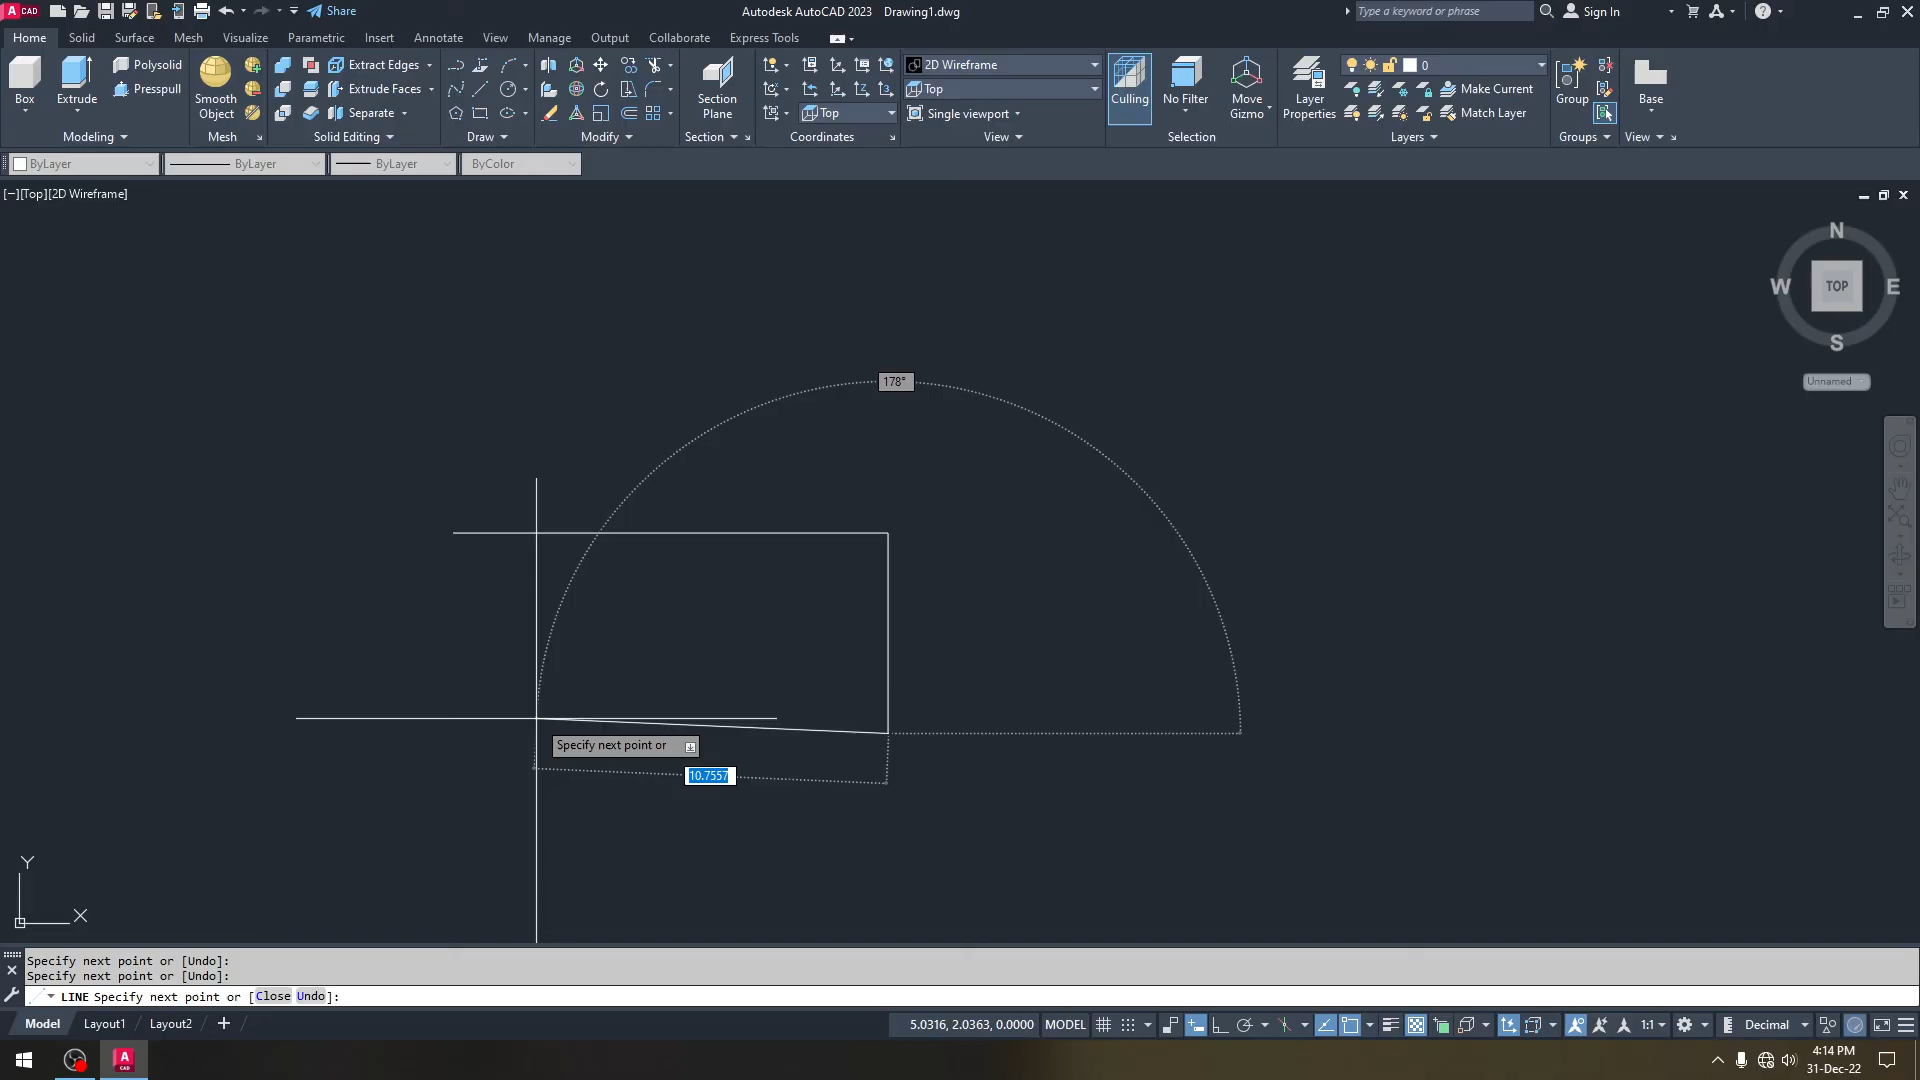 A CAD Share Autodesk AutoCAD 2023 Drawing1.dwg Type a keyword or phrase Sign In
Home Solid Surface Mesh Visualize Parametric Insert Annotate View Manage Output Collaborate Express Tools
Polysolid Extract Edges 2D Wireframe 0
Presspull Extrude Faces Top Make Current
Box Extrude Smooth Object Separate Section Plane Top Single viewport Culling No Filter Move Gizmo Layer Properties Match Layer Group Base
Modeling Mesh Solid Editing Draw Modify Section Coordinates View Selection Layers Groups View
ByLayer ByLayer ByLayer ByColor
[−][Top][2D Wireframe]
N
W TOP E
S
Unnamed
178°
Specify next point or
10.7557
Y
X
Specify next point or [Undo]:
Specify next point or [Undo]:
LINE Specify next point or [Close Undo]:
Model Layout1 Layout2 + 5.0316, 2.0363, 0.0000 MODEL 1:1 Decimal
A CAD 4:14 PM
31-Dec-22